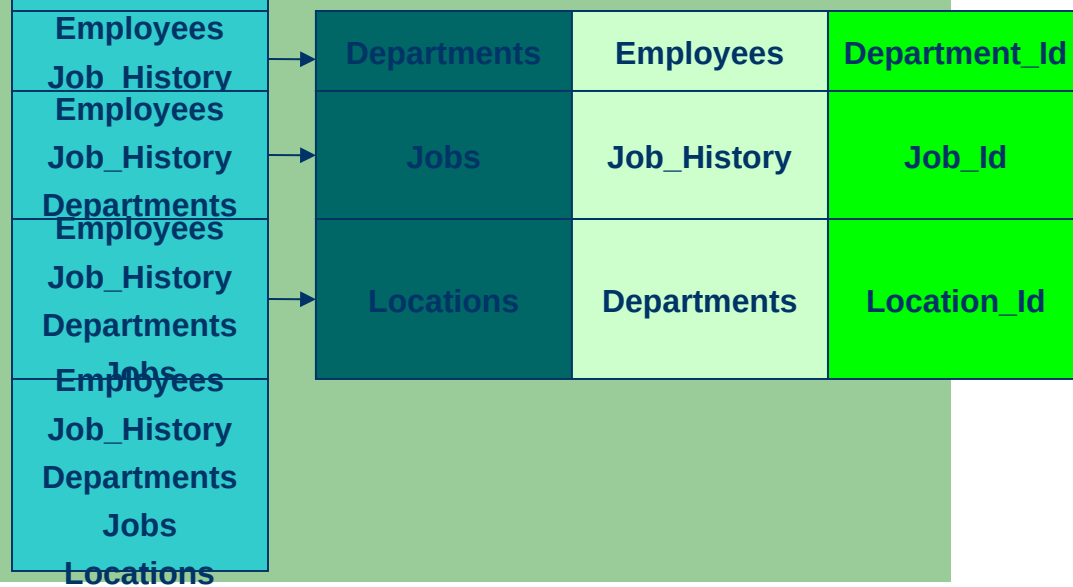 Employees
Job_History
Departments Employees Department_Id
Employees
Job_History
Departments
Jobs Job_History Job_Id
Employees
Job_History
Departments
Jobs
Locations Departments Location_Id
Employees
Job_History
Departments
Jobs
Locations